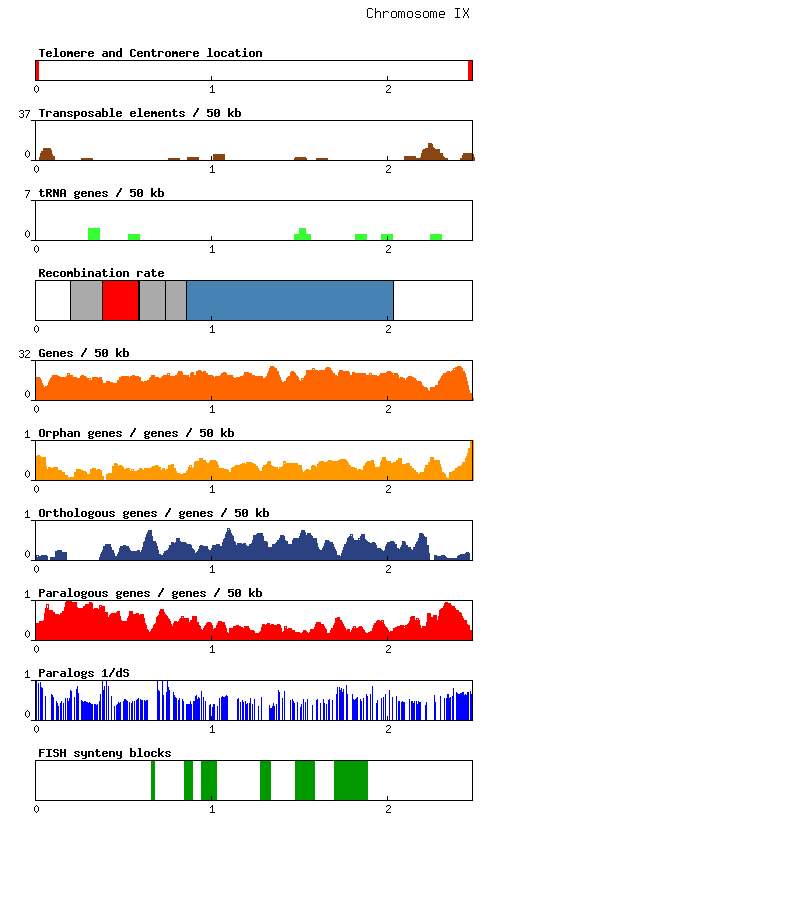 Chromosome IX
Telomere and Centromere location
0 1 2
Transposable elements / 50 kb
37
0
0 1 2
tRNA genes / 50 kb
7
0
0 1 2
Recombination rate
0 1 2
Genes / 50 kb
32
0
0 1 2
Orphan genes / genes / 50 kb
1
0
0 1 2
Orthologous genes / genes / 50 kb
1
0
0 1 2
Paralogous genes / genes / 50 kb
1
0
0 1 2
Paralogs 1/dS
1
0
0 1 2
FISH synteny blocks
0 1 2